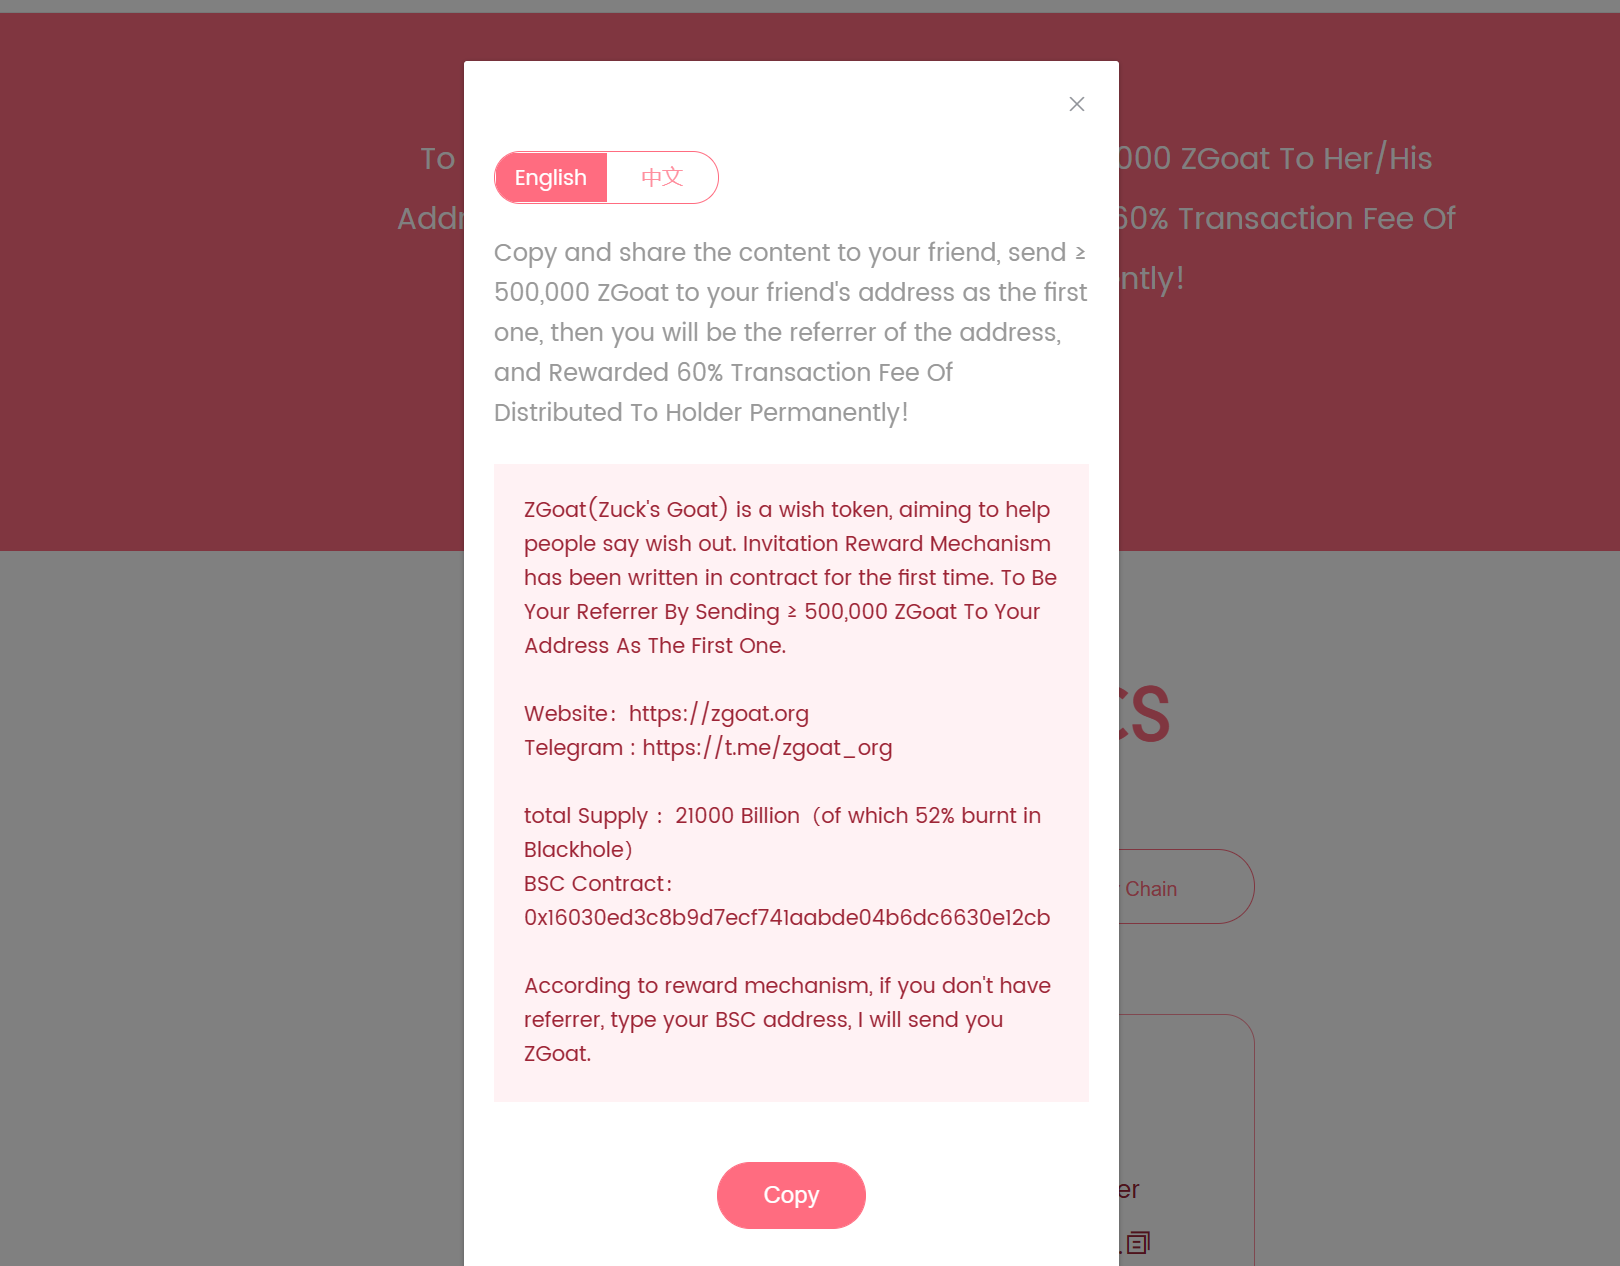 To
000 ZGoat To Her/His
Addr
60% Transaction Fee Of
ntly!
English
中文
Copy and share the content to your friend, send ≥
500,000 ZGoat to your friend's address as the first
one, then you will be the referrer of the address,
and Rewarded 60% Transaction Fee Of
Distributed To Holder Permanently!
ZGoat(Zuck's Goat) is a wish token, aiming to help
people say wish out. Invitation Reward Mechanism
has been written in contract for the first time. To Be
Your Referrer By Sending ≥ 500,000 ZGoat To Your
Address As The First One.
Website：https://zgoat.org
Telegram : https://t.me/zgoat_org
total Supply ：21000 Billion（of which 52% burnt in
Blackhole）
BSC Contract：
0x16030ed3c8b9d7ecf741aabde04b6dc6630e12cb
According to reward mechanism, if you don't have
referrer, type your BSC address, I will send you
ZGoat.
Copy
CS
Chain
er